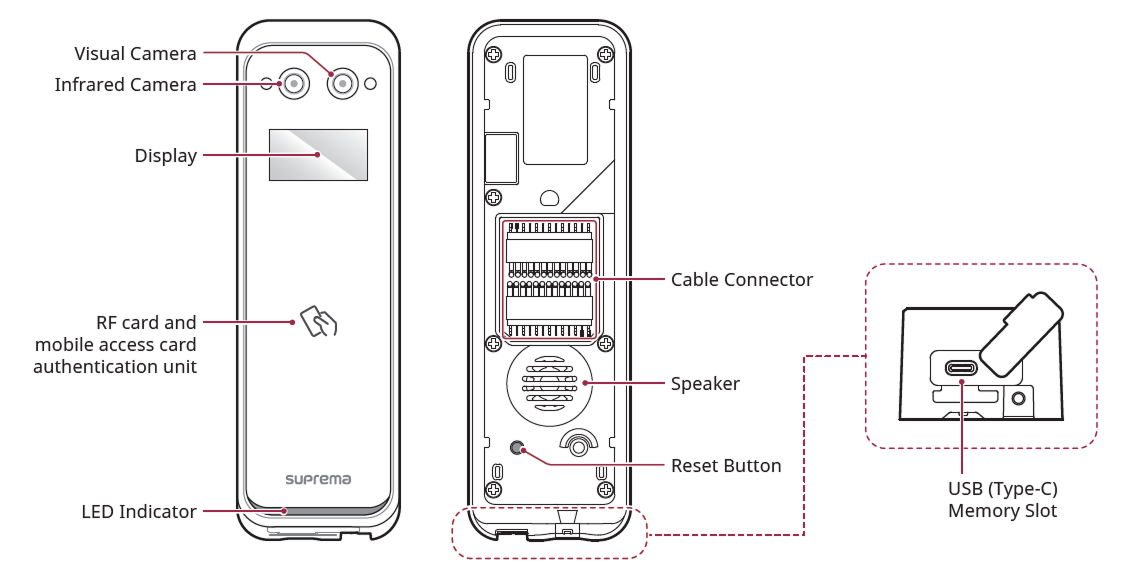 Visual Camera
Infrared Camera
Display
RF card and
mobile access card
authentication unit
suprema
LED Indicator
Cable Connector
Speaker
Reset Button
USB (Type-C)
Memory Slot